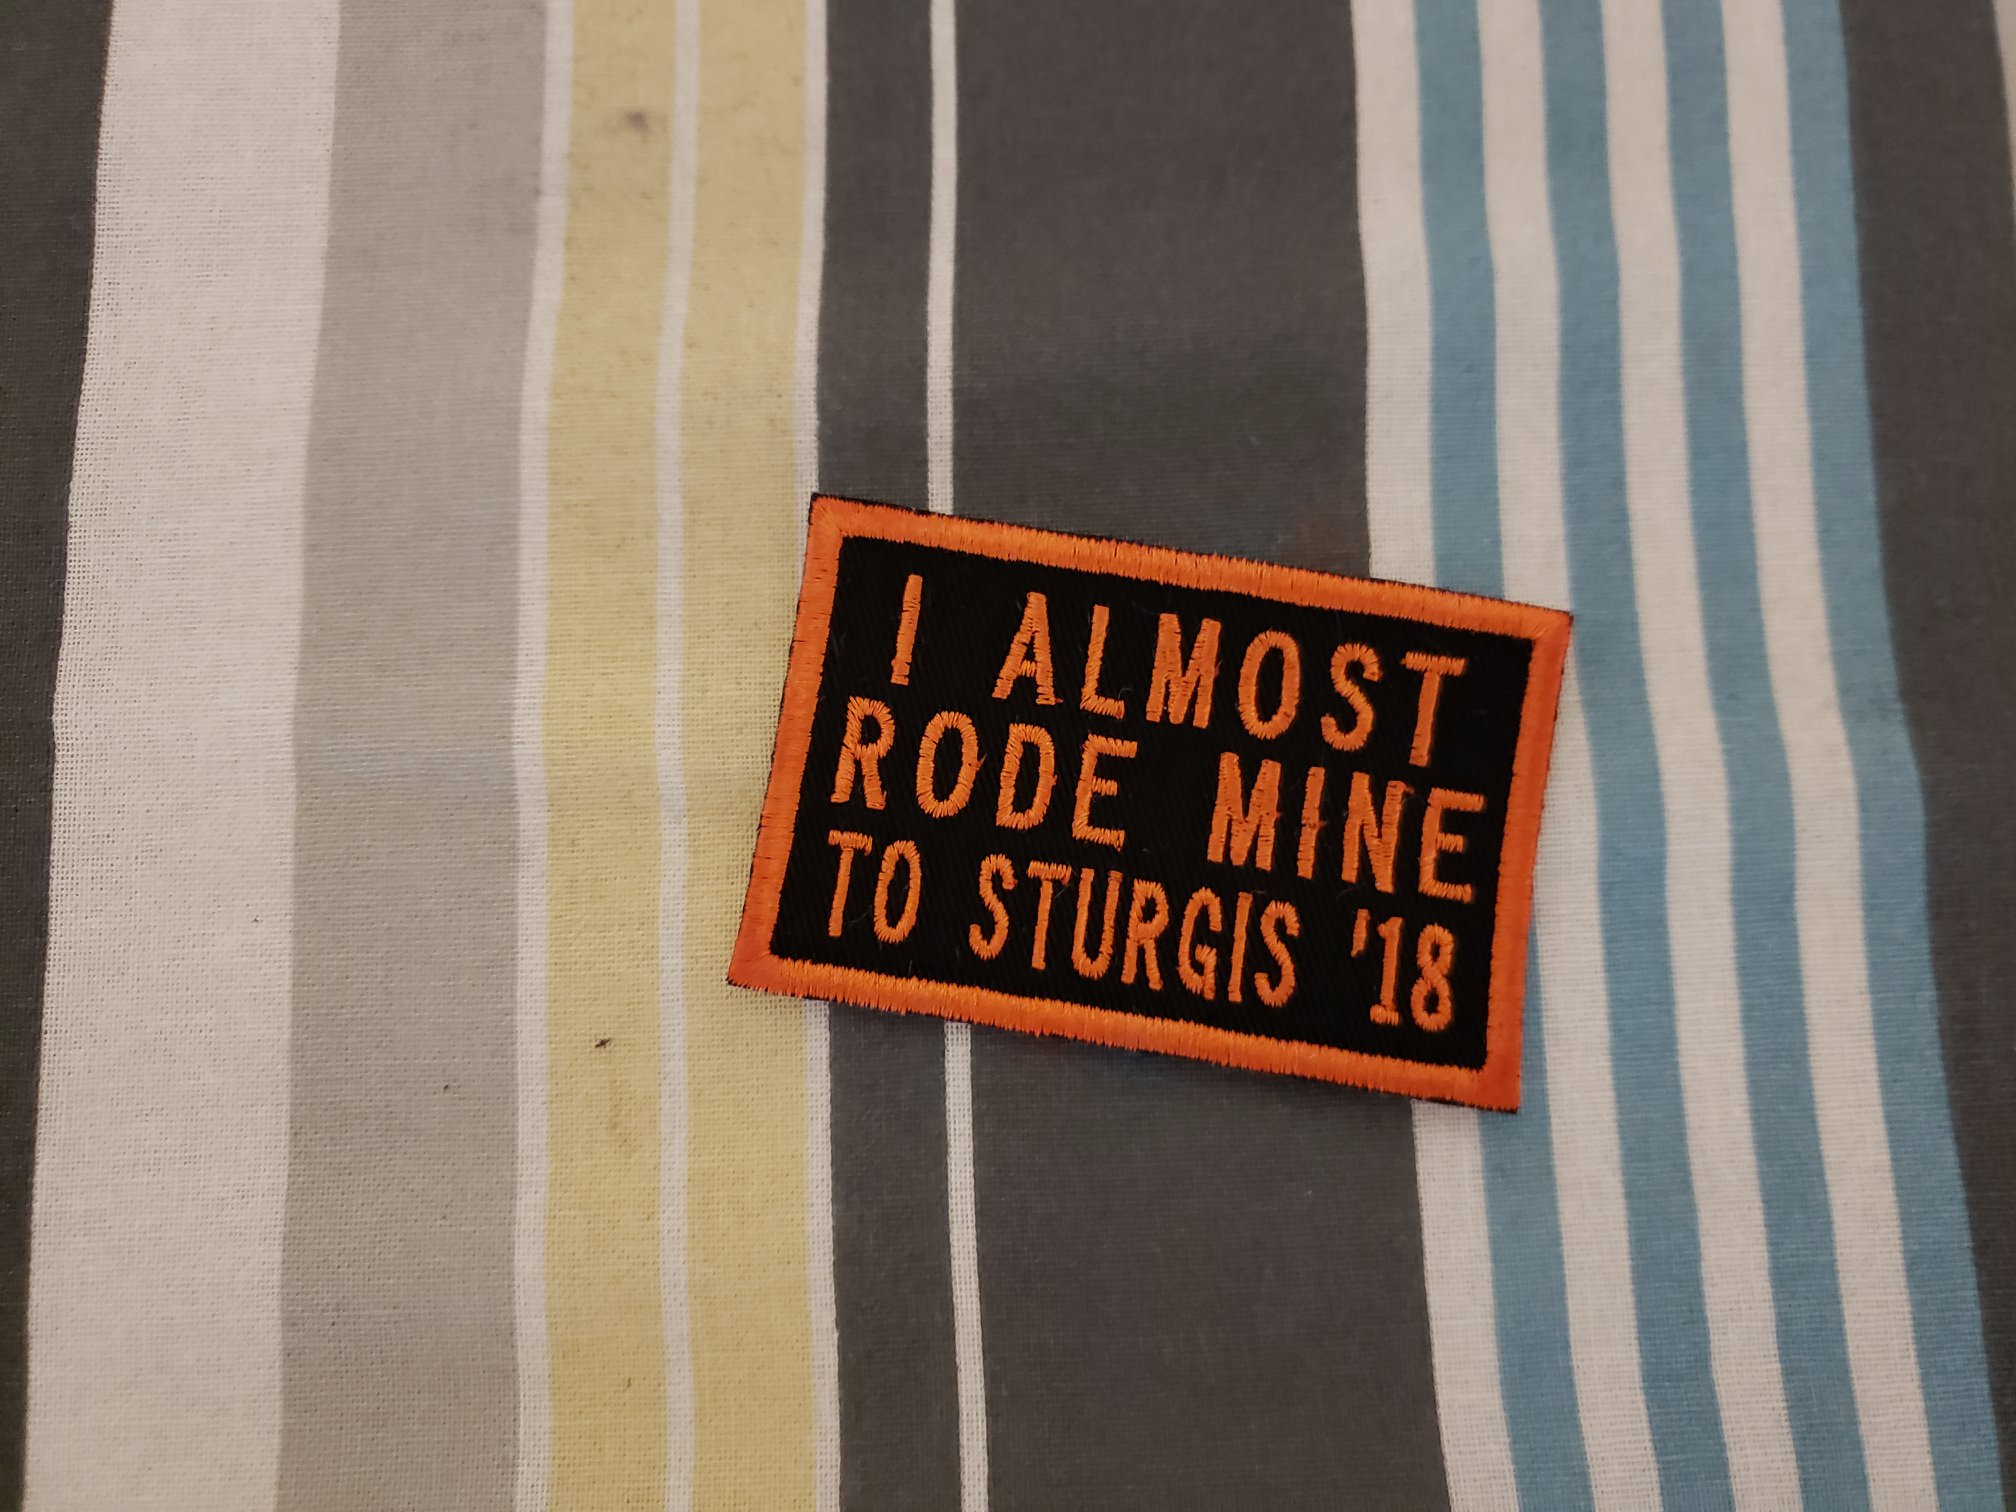 I ALMOST
RODE MINE
TO STURGIS '18